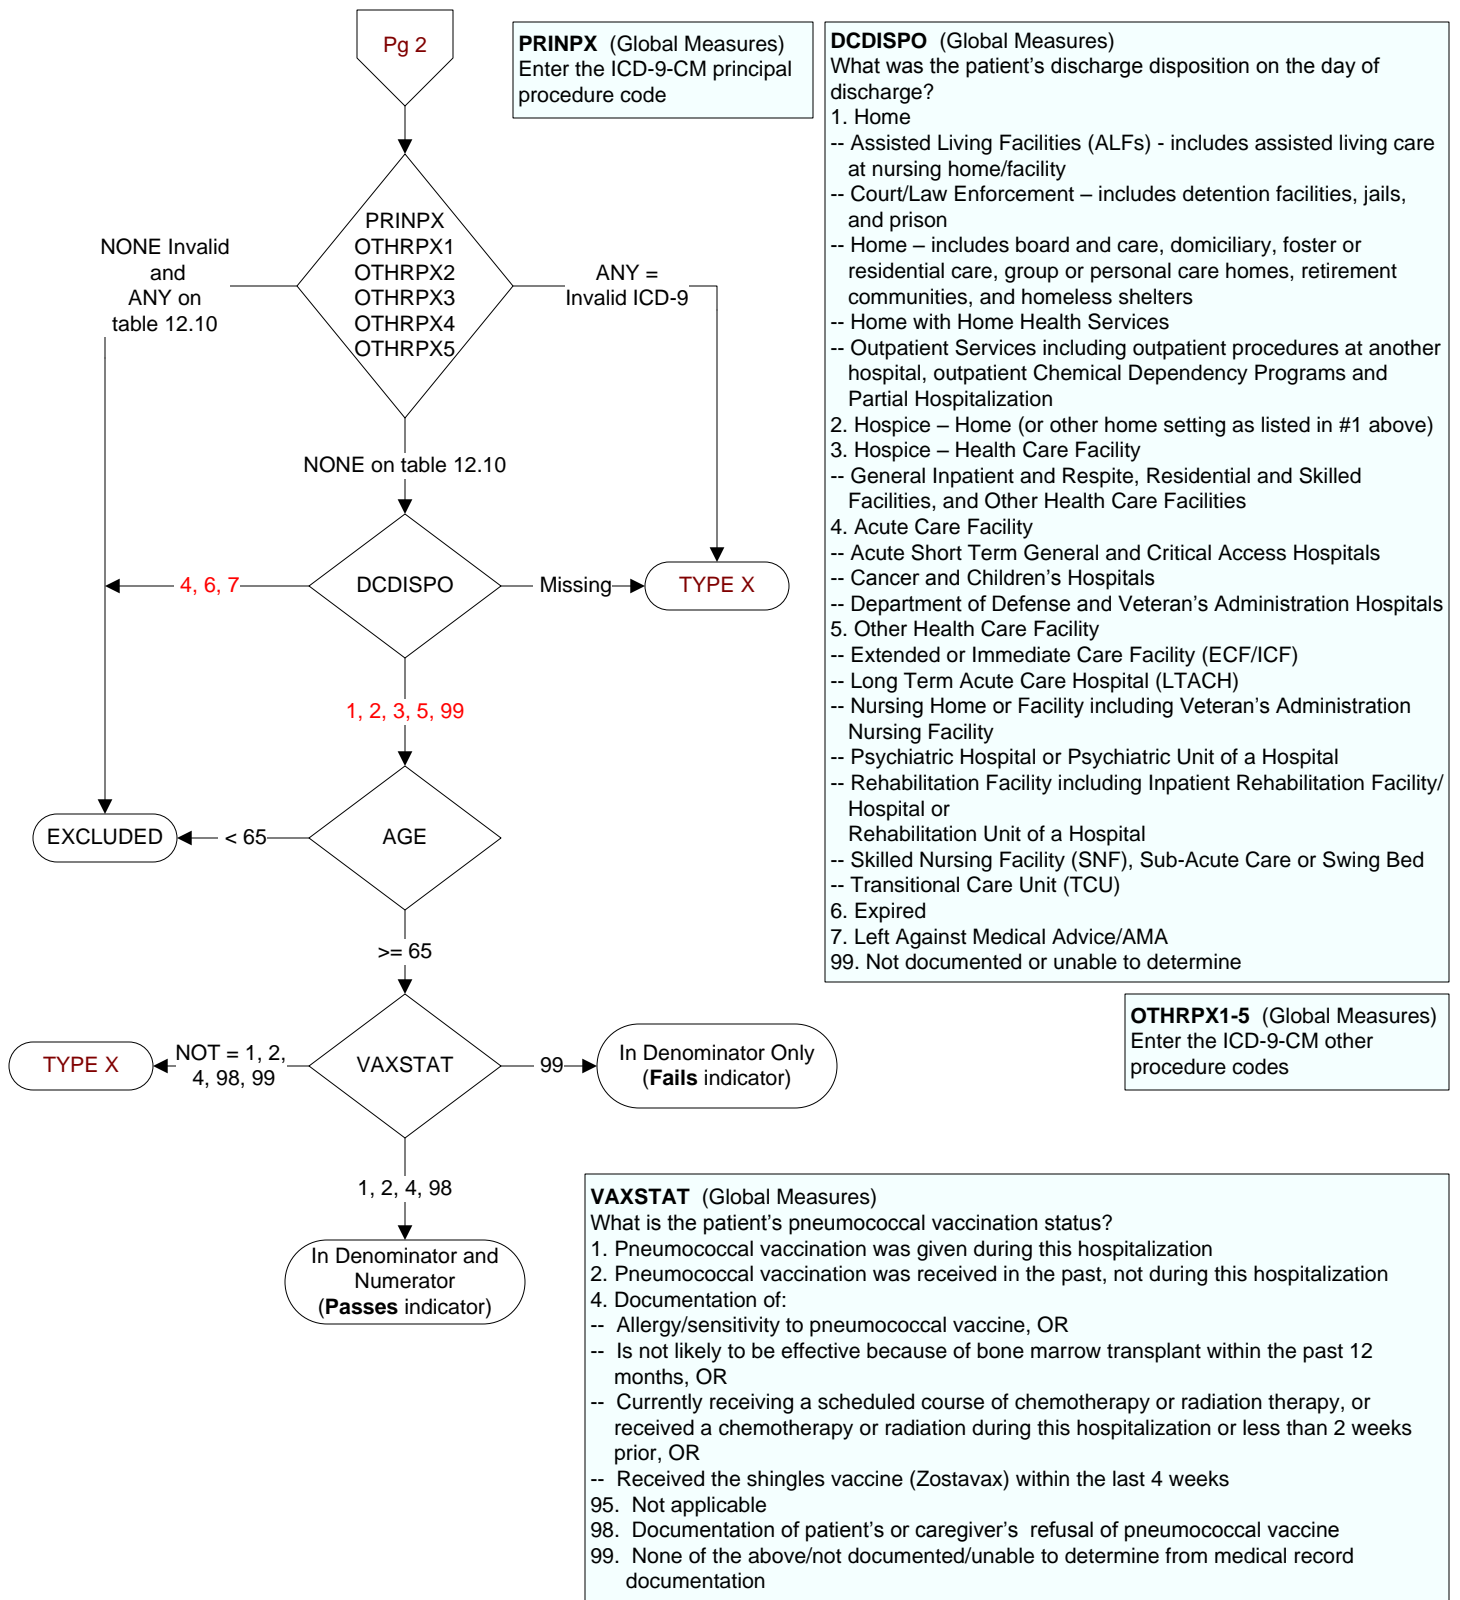 Pg 2
PRINPX (Global Measures)
Enter the ICD-9-CM principal
procedure code
DCDISPO (Global Measures)
What was the patient's discharge disposition on the day of
discharge?
1. Home
-- Assisted Living Facilities (ALFs) - includes assisted living care
at nursing home/facility
-- Court/Law Enforcement – includes detention facilities, jails,
and prison
-- Home – includes board and care, domiciliary, foster or
residential care, group or personal care homes, retirement
communities, and homeless shelters
-- Home with Home Health Services
-- Outpatient Services including outpatient procedures at another
hospital, outpatient Chemical Dependency Programs and
Partial Hospitalization
2. Hospice – Home (or other home setting as listed in #1 above)
3. Hospice – Health Care Facility
-- General Inpatient and Respite, Residential and Skilled
Facilities, and Other Health Care Facilities
4. Acute Care Facility
-- Acute Short Term General and Critical Access Hospitals
-- Cancer and Children's Hospitals
-- Department of Defense and Veteran's Administration Hospitals
5. Other Health Care Facility
-- Extended or Immediate Care Facility (ECF/ICF)
-- Long Term Acute Care Hospital (LTACH)
-- Nursing Home or Facility including Veteran's Administration
Nursing Facility
-- Psychiatric Hospital or Psychiatric Unit of a Hospital
-- Rehabilitation Facility including Inpatient Rehabilitation Facility/
Hospital or
Rehabilitation Unit of a Hospital
-- Skilled Nursing Facility (SNF), Sub-Acute Care or Swing Bed
-- Transitional Care Unit (TCU)
6. Expired
7. Left Against Medical Advice/AMA
99. Not documented or unable to determine
PRINPX
OTHRPX1
OTHRPX2
OTHRPX3
OTHRPX4
OTHRPX5
NONE Invalid
and
ANY on
table 12.10
ANY =
Invalid ICD-9
NONE on table 12.10
4, 6, 7
DCDISPO
Missing
TYPE X
1, 2, 3, 5, 99
EXCLUDED
< 65
AGE
>= 65
TYPE X
NOT = 1, 2,
4, 98, 99
VAXSTAT
99
In Denominator Only
(Fails indicator)
OTHRPX1-5 (Global Measures)
Enter the ICD-9-CM other
procedure codes
1, 2, 4, 98
In Denominator and
Numerator
(Passes indicator)
VAXSTAT (Global Measures)
What is the patient's pneumococcal vaccination status?
1. Pneumococcal vaccination was given during this hospitalization
2. Pneumococcal vaccination was received in the past, not during this hospitalization
4. Documentation of:
-- Allergy/sensitivity to pneumococcal vaccine, OR
-- Is not likely to be effective because of bone marrow transplant within the past 12
months, OR
-- Currently receiving a scheduled course of chemotherapy or radiation therapy, or
received a chemotherapy or radiation during this hospitalization or less than 2 weeks
prior, OR
-- Received the shingles vaccine (Zostavax) within the last 4 weeks
95. Not applicable
98. Documentation of patient's or caregiver's refusal of pneumococcal vaccine
99. None of the above/not documented/unable to determine from medical record
documentation